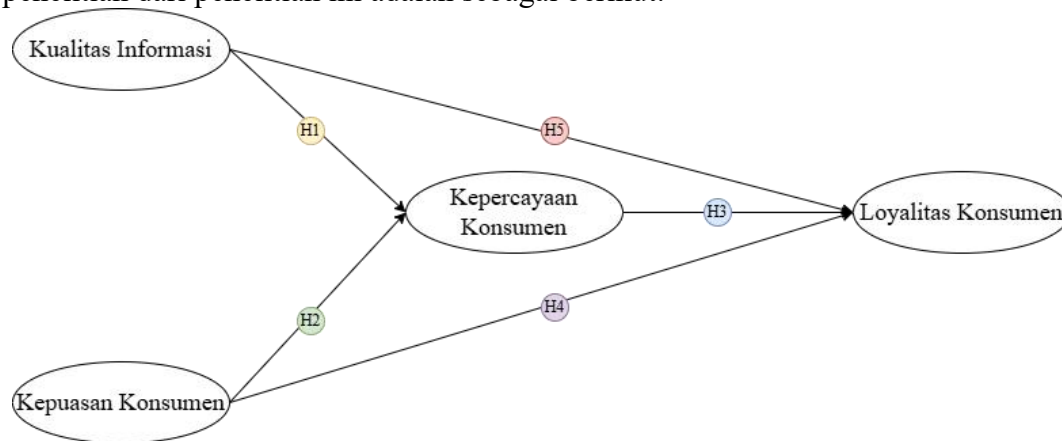 penelitian dari penelitian ini adalah sebagai berikut:
Kualitas Informasi
H1
H5
Kepercayaan
Konsumen
H3
Loyalitas Konsumen
H2
H4
Kepuasan Konsumen